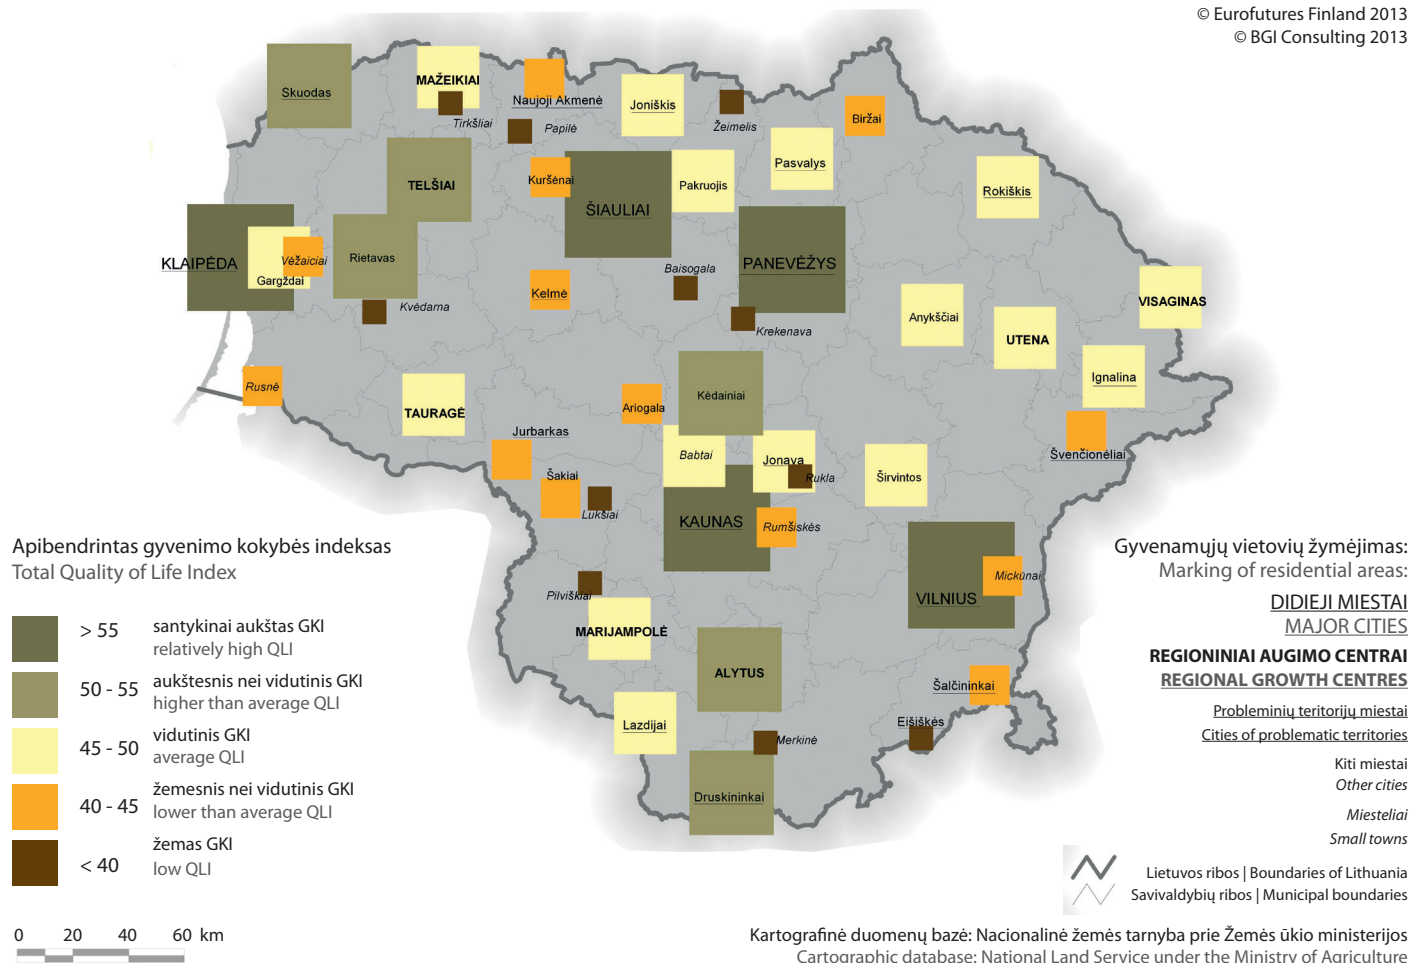 © Eurofutures Finland 2013
© BGI Consulting 2013
Skuodas
MAŽEIKIAI
Tirkšliai
Naujoji Akmenė
Papilė
Joniškis
Žeimelis
Biržai
Pasvalys
Rokiškis
TELŠIAI
Kuršėnai
ŠIAULIAI
Pakruojis
KLAIPĖDA
Gargždai
Vėžaiciai
Rietavas
Kvėdarna
Kelmė
Baisogala
PANEVĖŽYS
Krekenava
Anykščiai
UTENA
VISAGINAS
Ignalina
Švenčionėliai
Rusnė
TAURAGĖ
Ariogala
Kėdainiai
Jurbarkas
Šakiai
Lukšiai
Babtai
Jonava
Rukla
Širvintos
KAUNAS
Rumšiskės
Mickūnai
VILNIUS
Pilviškiai
MARIJAMPOLĖ
ALYTUS
Šalčininkai
Lazdijai
Merkinė
Eišiškės
Druskininkai
Apibendrintas gyvenimo kokybės indeksas
Total Quality of Life Index
> 55 santykinai aukštas GKI
relatively high QLI
50 - 55 aukštesnis nei vidutinis GKI
higher than average QLI
45 - 50 vidutinis GKI
average QLI
40 - 45 žemesnis nei vidutinis GKI
lower than average QLI
< 40 žemas GKI
low QLI
0 20 40 60 km
Gyvenamųjų vietovių žymėjimas:
Marking of residential areas:
DIDIEJI MIESTAI
MAJOR CITIES
REGIONINIAI AUGIMO CENTRAI
REGIONAL GROWTH CENTRES
Probleminių teritorijų miestai
Cities of problematic territories
Kiti miestai
Other cities
Miesteliai
Small towns
Lietuvos ribos | Boundaries of Lithuania
Savivaldybių ribos | Municipal boundaries
Kartografinė duomenų bazė: Nacionalinė žemės tarnyba prie Žemės ūkio ministerijos
Cartographic database: National Land Service under the Ministry of Agriculture